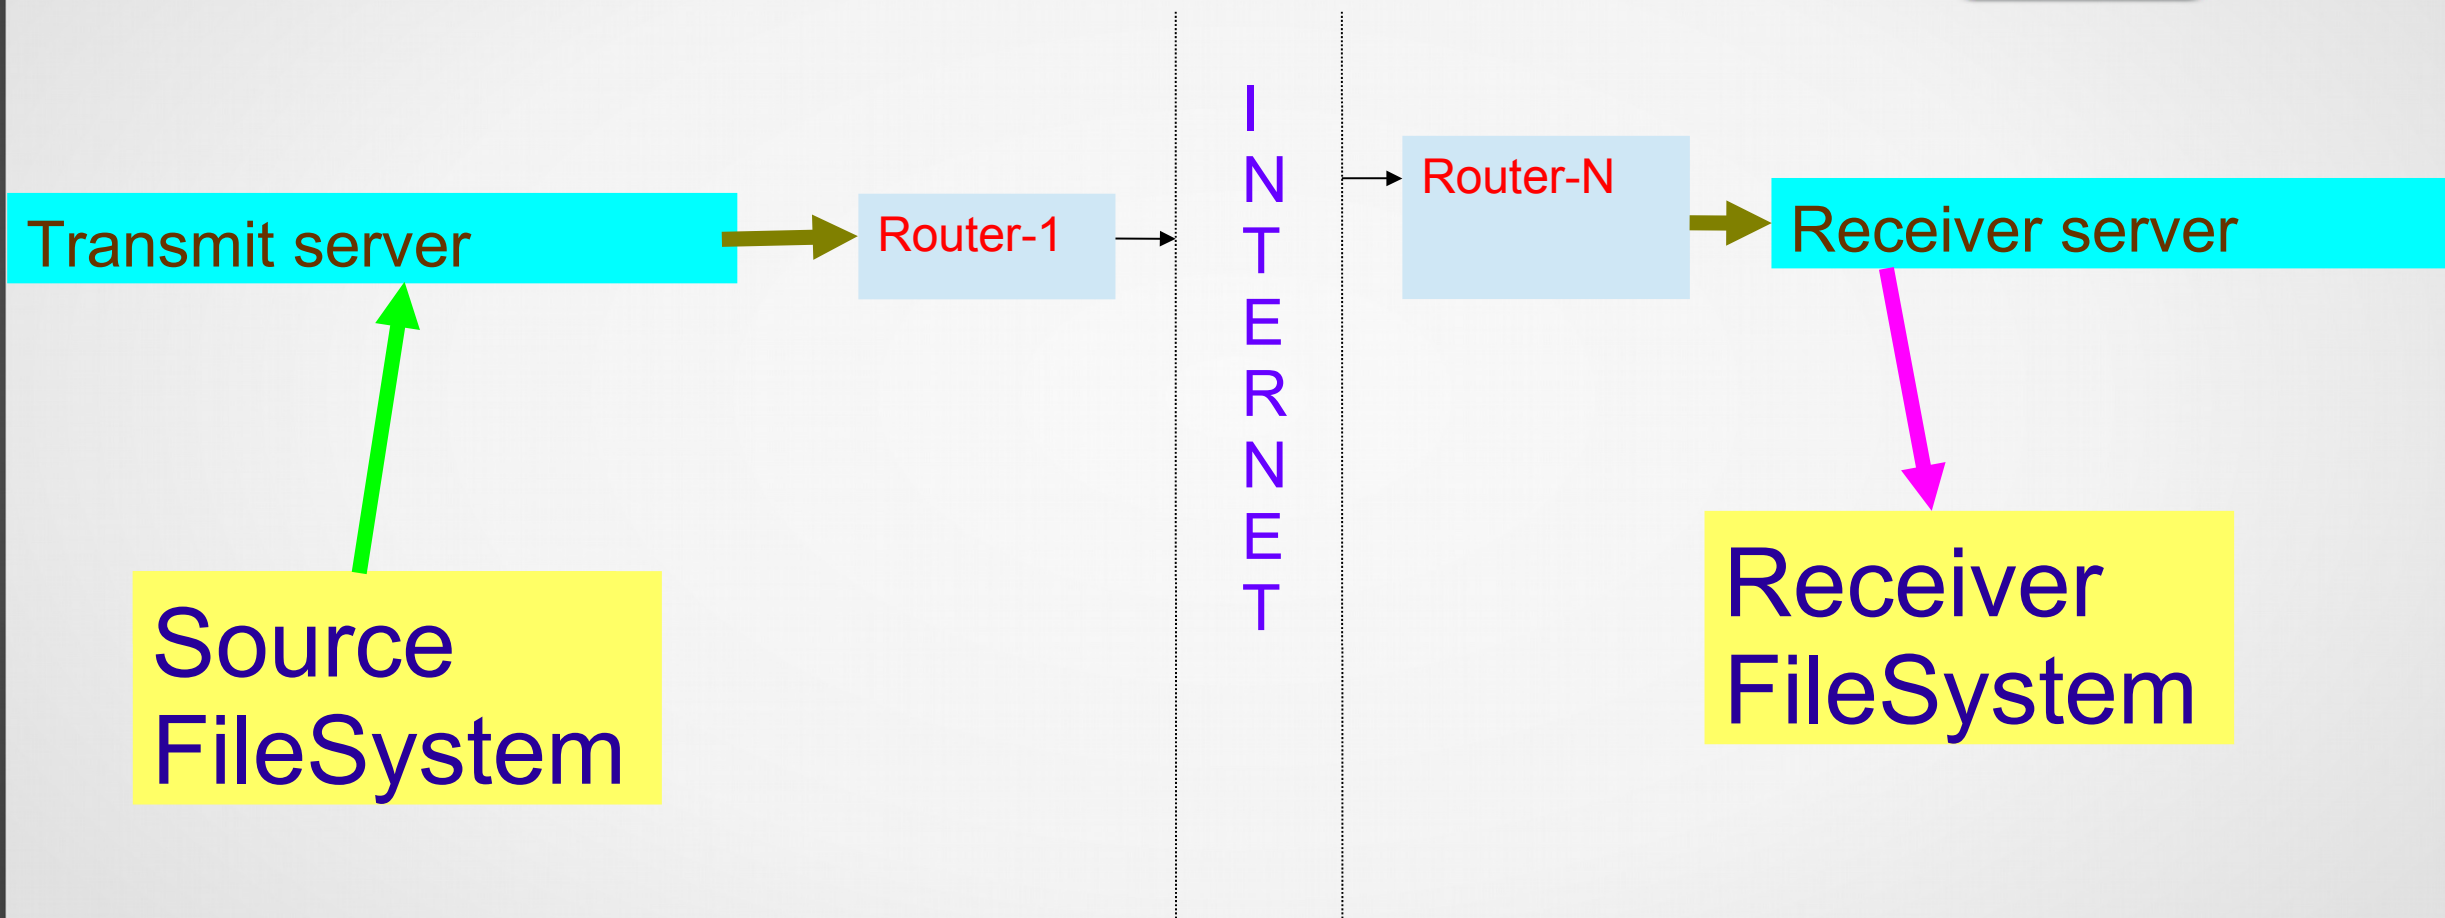 Transmit server
Router-1
I
N
T
E
R
N
E
T
Router-N
Receiver server
Source
FileSystem
Receiver
FileSystem